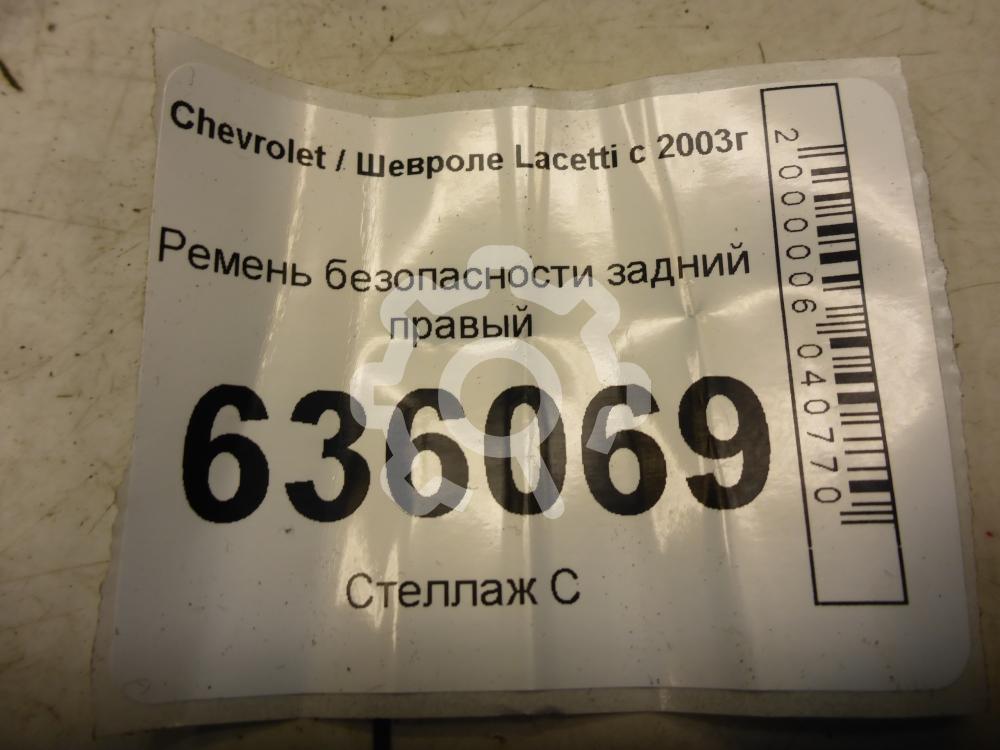 Chevrolet / Шевроле Lacetti с 2003г
Ремень безопасности задний
правый
636069
Стеллаж С
2000006040770